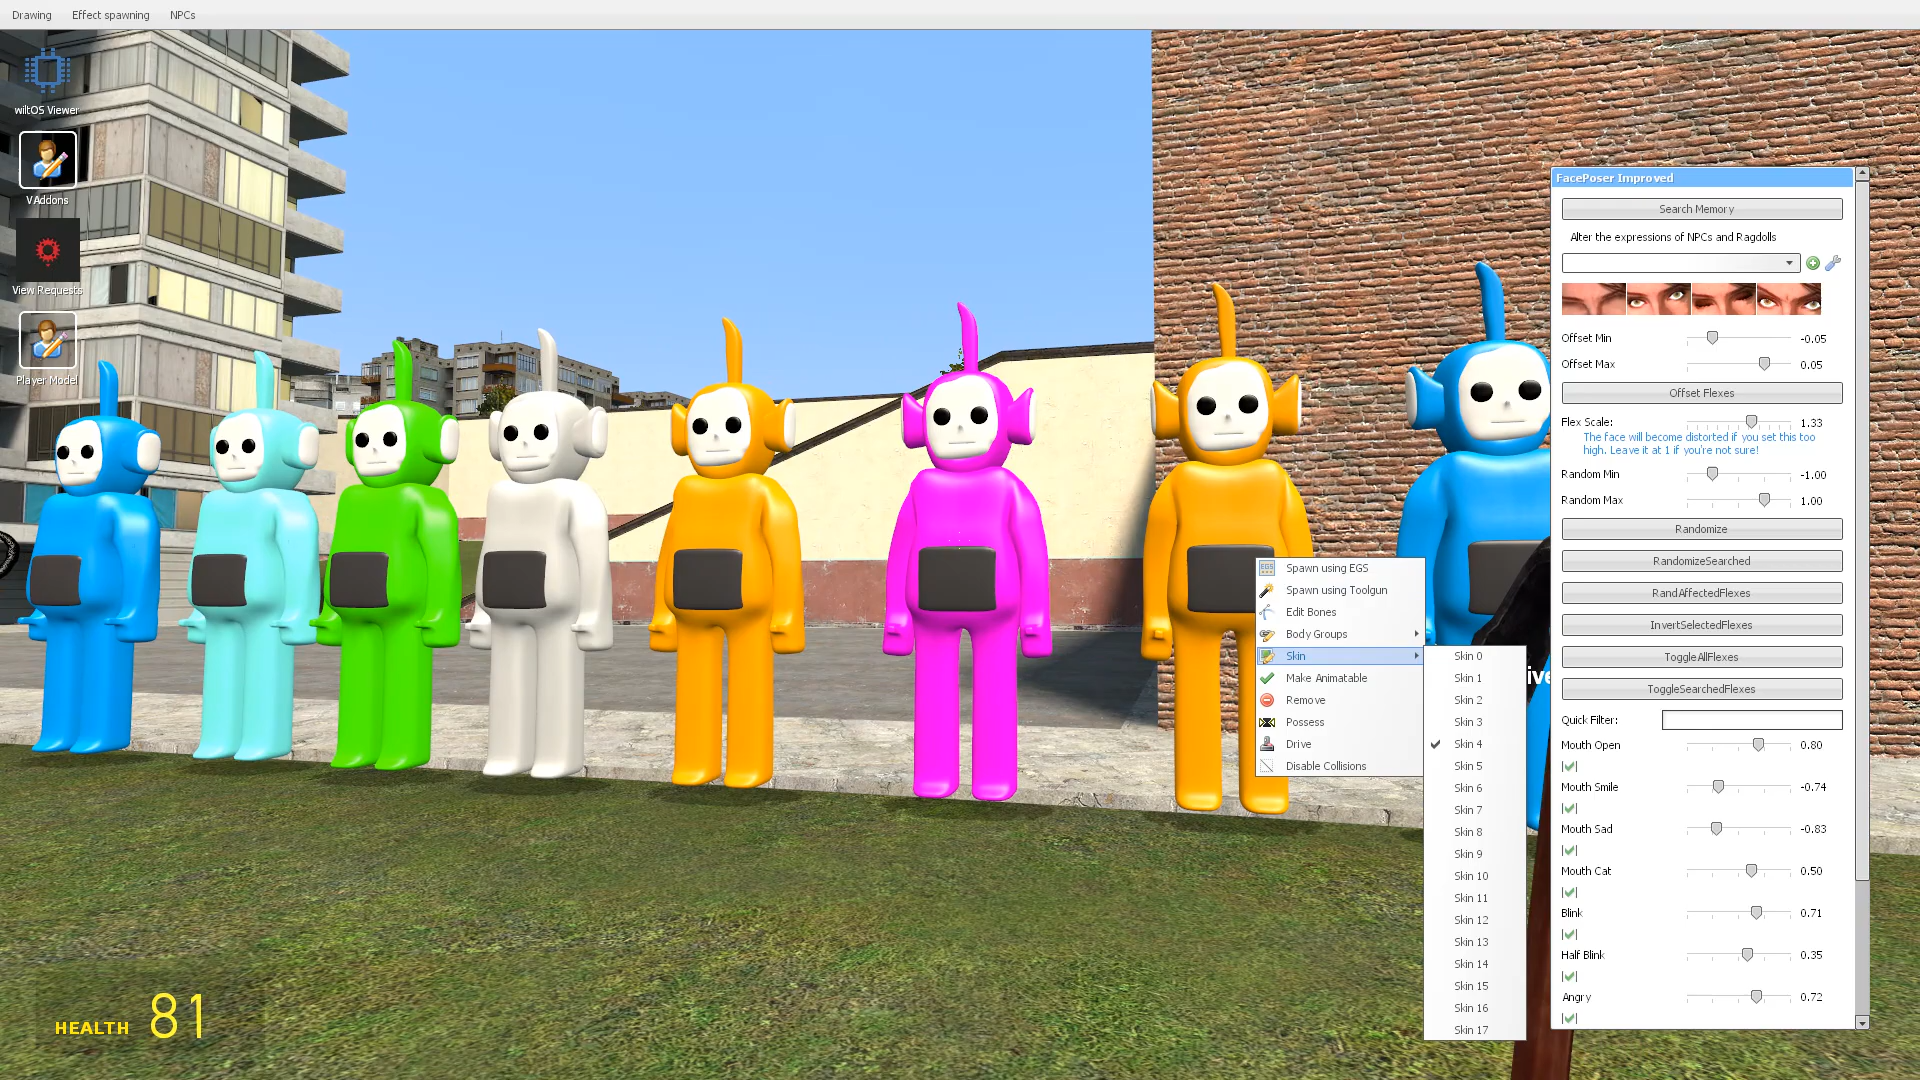 Drawing Effect spawning NPCs
wiltOS Viewer
VAddons
View Requests
Player Model
HEALTH 81
Spawn using EGS
Spawn using Toolgun
Edit Bones
Body Groups
Skin
Make Animatable
Remove
Possess
Drive
Disable Collisions
Skin 0
Skin 1
Skin 2
Skin 3
Skin 4
Skin 5
Skin 6
Skin 7
Skin 8
Skin 9
Skin 10
Skin 11
Skin 12
Skin 13
Skin 14
Skin 15
Skin 16
Skin 17
FacePoser Improved
Search Memory
Alter the expressions of NPCs and Ragdolls
Offset Min -0.05
Offset Max 0.05
Offset Flexes
Flex Scale: 1.33
The face will become distorted if you set this too
high. Leave it at 1 if you're not sure!
Random Min -1.00
Random Max 1.00
Randomize
RandomizeSearched
RandAffectedFlexes
InvertSelectedFlexes
ToggleAllFlexes
ToggleSearchedFlexes
Quick Filter:
Mouth Open 0.80
Mouth Smile -0.74
Mouth Sad -0.83
Mouth Cat 0.50
Blink 0.71
Half Blink 0.35
Angry 0.72